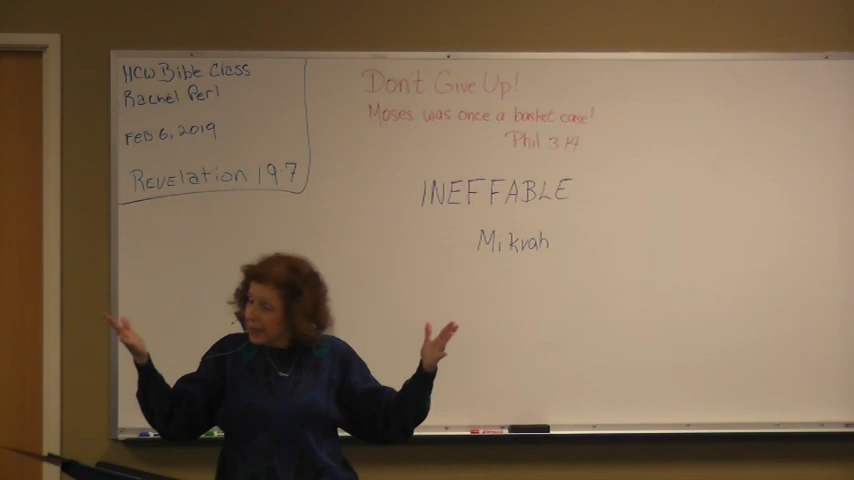 HCW Bible Class
Rachel Perl
Feb 6, 2019
Revelation 19:7
Don't Give Up!
Moses was once a basket case!
Phil 3:14
INEFFABLE
Mikvah